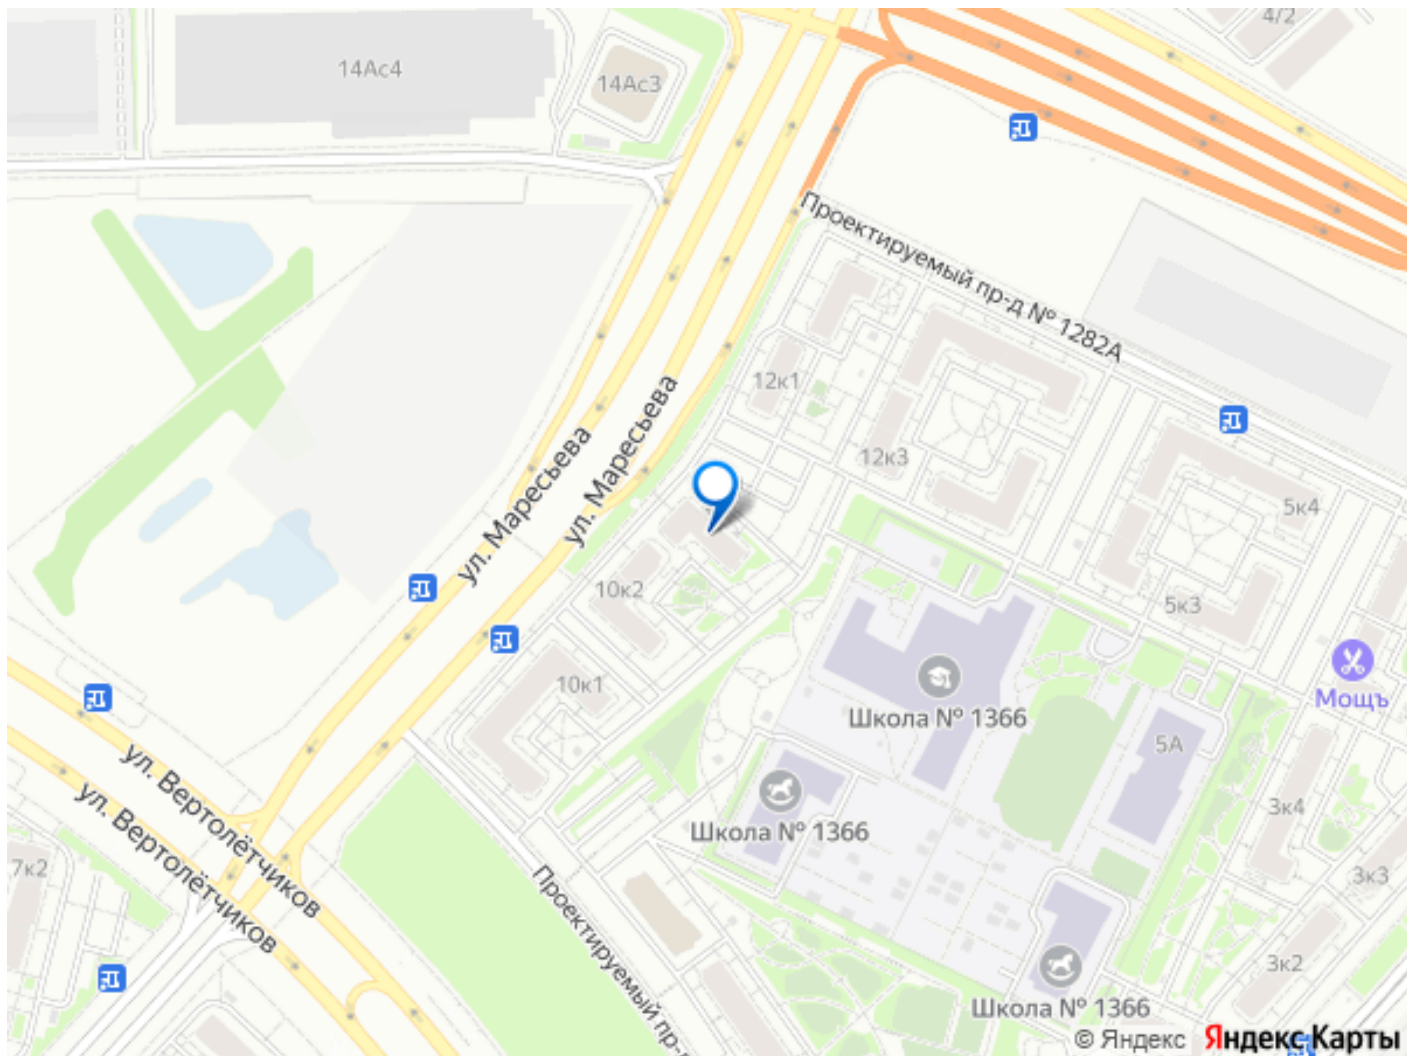 4/2
14Ас4
14Ас3
Проектируемый пр-д № 1282А
12к1
ул. Маресьева
ул. Маресьева
12к3
5к4
10к2
5к3
10к1
Школа № 1366
Мощъ
5А
ул. Вертолётчиков
ул. Вертолётчиков
Школа № 1366
3к4
7к2
3к3
Проектируемый пр-д
3к2
Школа № 1366
© Яндекс Яндекс Карты